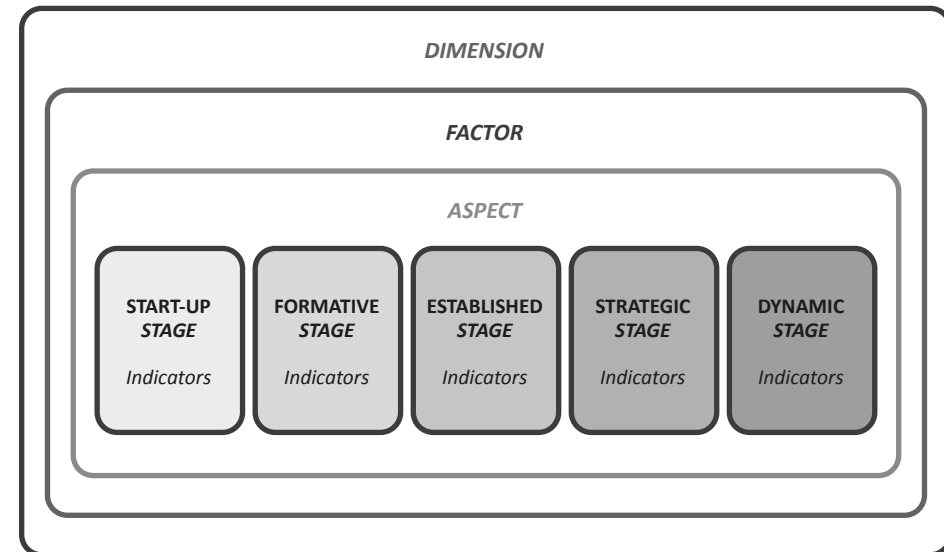 DIMENSION
FACTOR
ASPECT
START-UP
STAGE
Indicators
FORMATIVE
STAGE
Indicators
ESTABLISHED
STAGE
Indicators
STRATEGIC
STAGE
Indicators
DYNAMIC
STAGE
Indicators